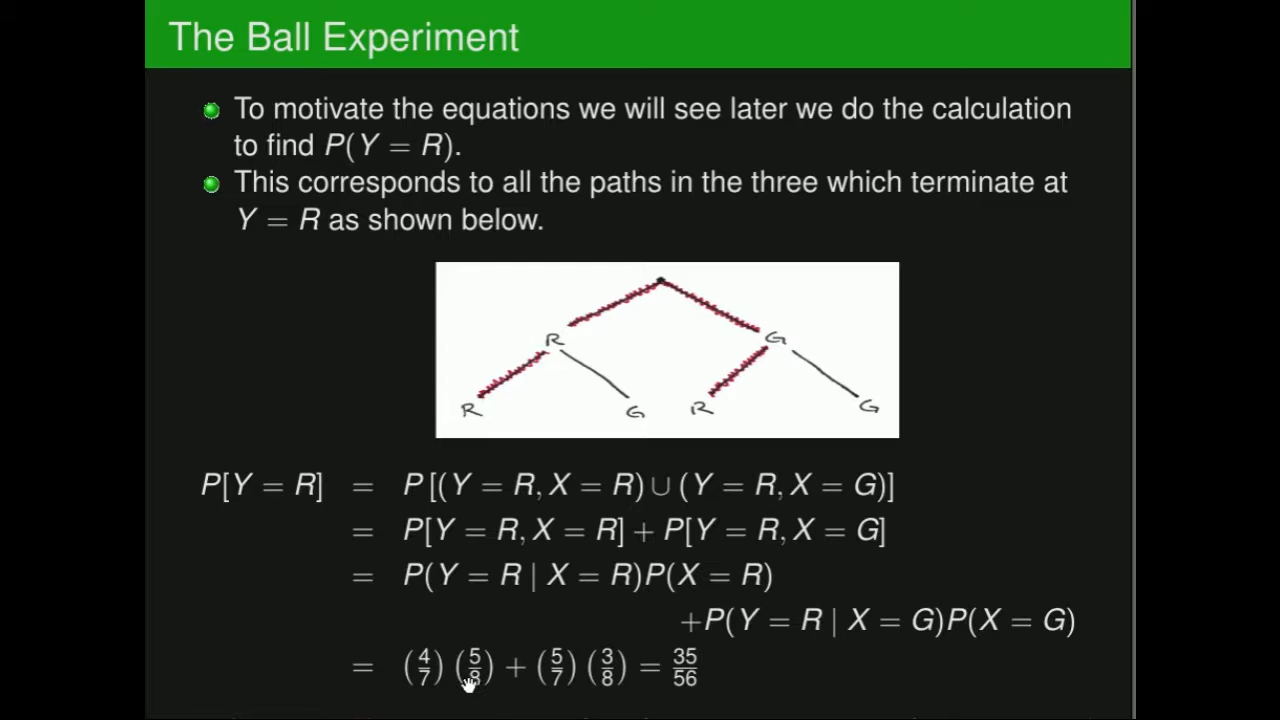 The Ball Experiment
To motivate the equations we will see later we do the calculation
to find P(Y = R).
This corresponds to all the paths in the three which terminate at
Y = R as shown below.
R G
R G R G
P[Y = R] = P [(Y = R, X = R) ∪ (Y = R, X = G)]
= P[Y = R, X = R] + P[Y = R, X = G]
= P(Y = R | X = R)P(X = R)
+P(Y = R | X = G)P(X = G)
= (4/7) (5/8) + (5/7) (3/8) = 35/56